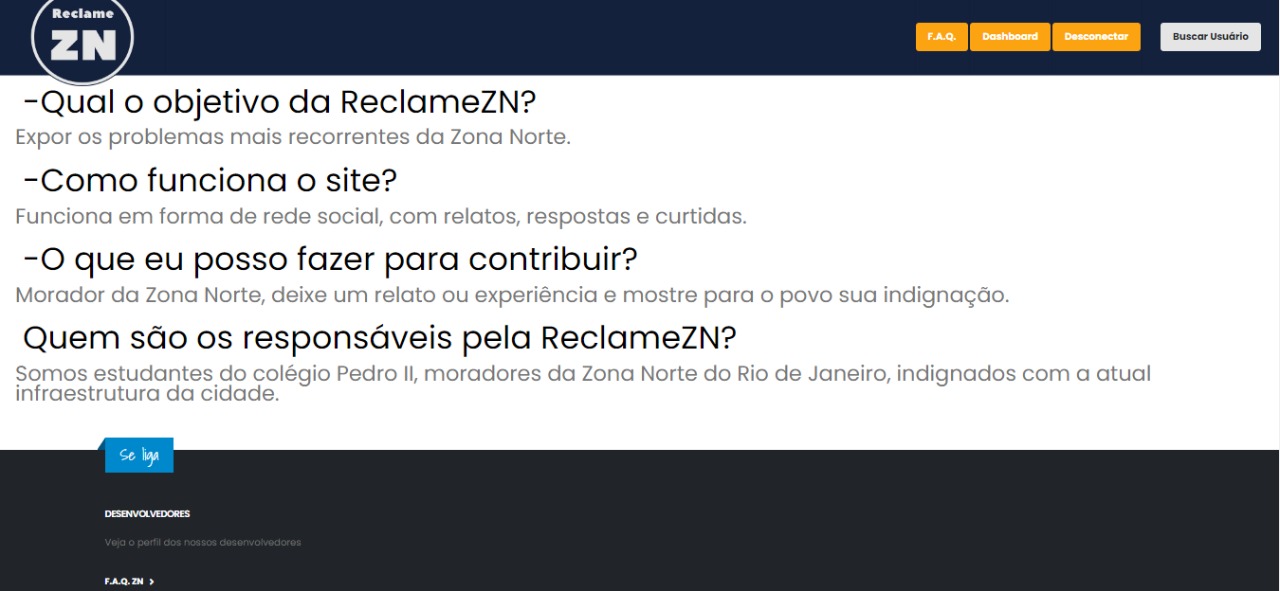 Reclame
ZN
F.A.Q. Dashboard Desconectar Buscar Usuário
-Qual o objetivo da ReclameZN?
Expor os problemas mais recorrentes da Zona Norte.
-Como funciona o site?
Funciona em forma de rede social, com relatos, respostas e curtidas.
-O que eu posso fazer para contribuir?
Morador da Zona Norte, deixe um relato ou experiência e mostre para o povo sua indignação.
Quem são os responsáveis pela ReclameZN?
Somos estudantes do colégio Pedro II, moradores da Zona Norte do Rio de Janeiro, indignados com a atual
infraestrutura da cidade.
Se liga
DESENVOLVEDORES
Veja o perfil dos nossos desenvolvedores
F.A.Q. ZN >